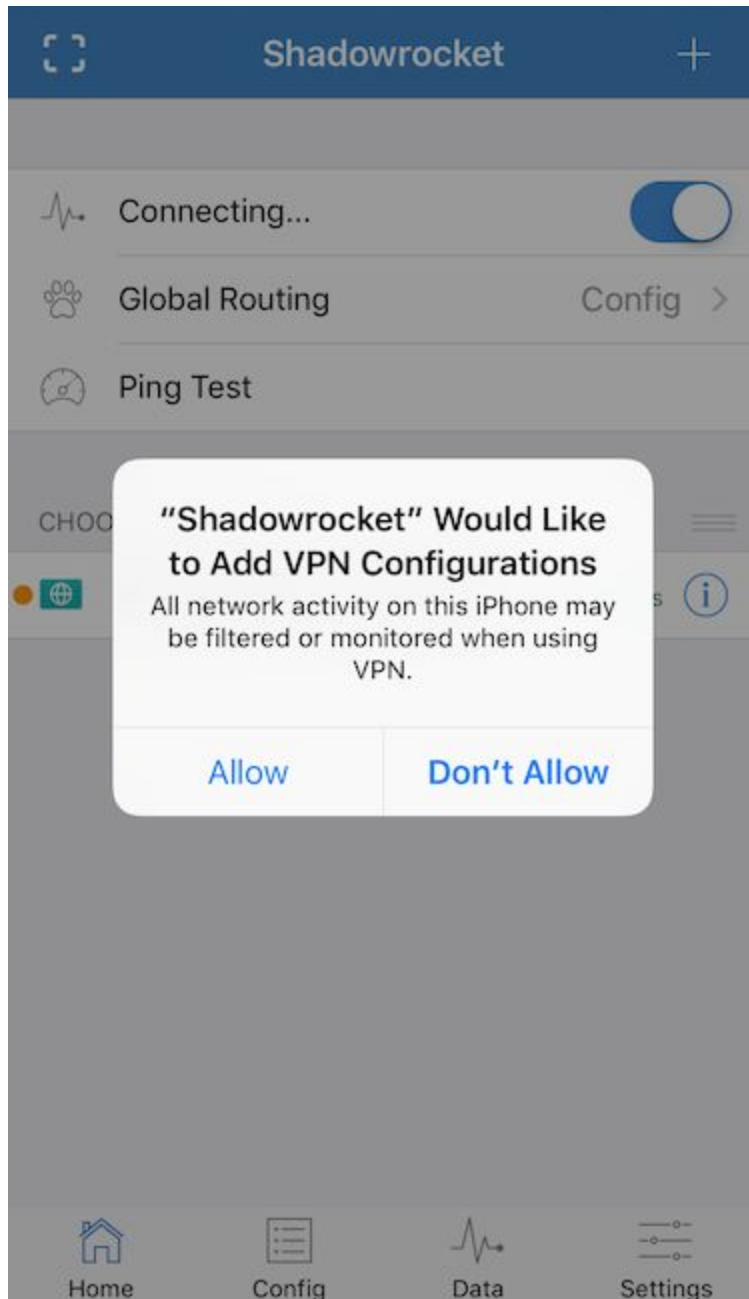 Shadowrocket
Connecting...
Global Routing Config
Ping Test
CHOO
"Shadowrocket" Would Like
to Add VPN Configurations
All network activity on this iPhone may
be filtered or monitored when using
VPN.
s
Allow Don't Allow
Home Config Data Settings